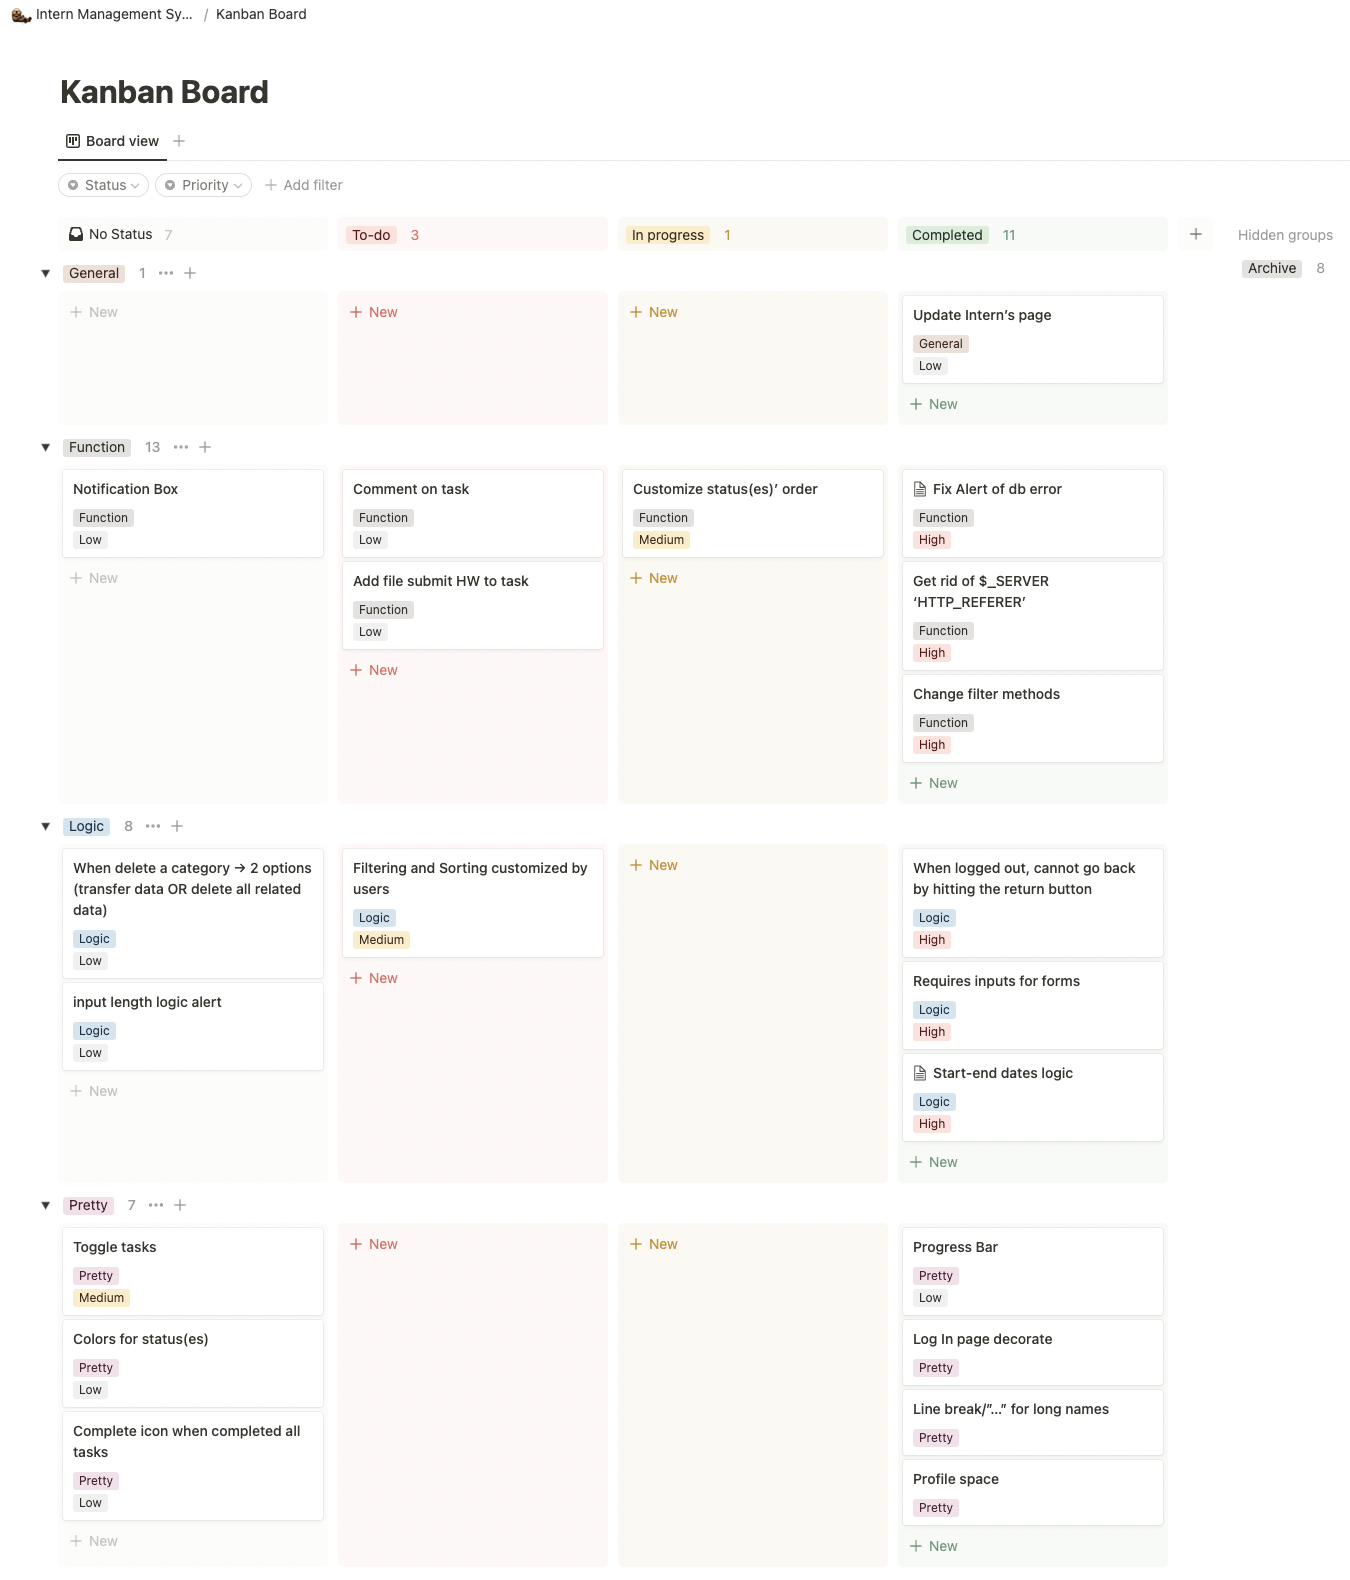 Intern Management Sy... / Kanban Board
Kanban Board
Board view
Status
Priority
Add filter
No Status 7
To-do 3
In progress 1
Completed 11
Hidden groups
Archive 8
General 1
New
New
New
Update Intern’s page
General
Low
New
Function 13
Notification Box
Function
Low
New
Comment on task
Function
Low
Add file submit HW to task
Function
Low
New
Customize status(es)’ order
Function
Medium
New
Fix Alert of db error
Function
High
Get rid of $_SERVER
‘HTTP_REFERER’
Function
High
Change filter methods
Function
High
New
Logic 8
When delete a category → 2 options
(transfer data OR delete all related
data)
Logic
Low
input length logic alert
Logic
Low
New
Filtering and Sorting customized by
users
Logic
Medium
New
New
When logged out, cannot go back
by hitting the return button
Logic
High
Requires inputs for forms
Logic
High
Start-end dates logic
Logic
High
New
Pretty 7
Toggle tasks
Pretty
Medium
Colors for status(es)
Pretty
Low
Complete icon when completed all
tasks
Pretty
Low
New
New
New
Progress Bar
Pretty
Low
Log In page decorate
Pretty
Line break/”...” for long names
Pretty
Profile space
Pretty
New